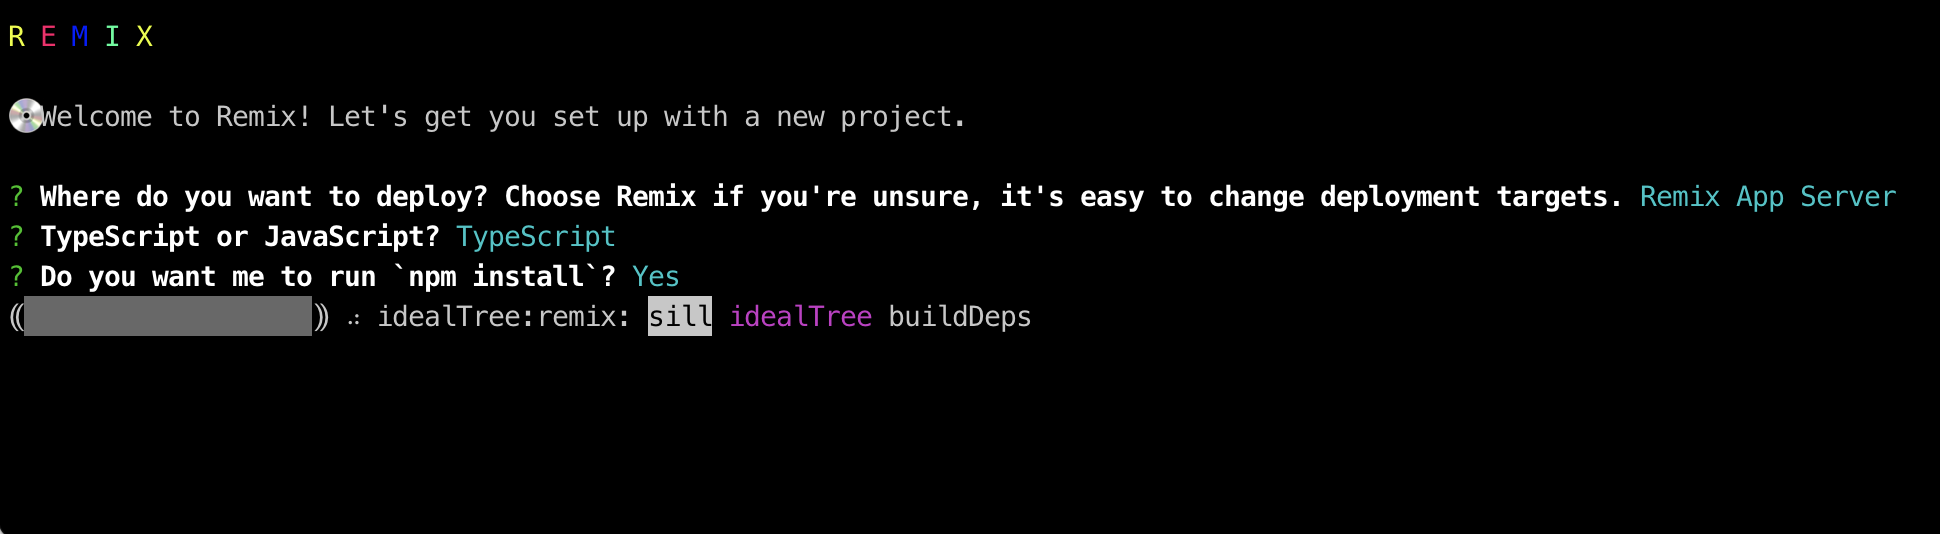 R E M I X
Welcome to Remix! Let's get you set up with a new project.
? Where do you want to deploy? Choose Remix if you're unsure, it's easy to change deployment targets. Remix App Server
? TypeScript or JavaScript? TypeScript
? Do you want me to run `npm install`? Yes
(( )) ⠴ idealTree:remix: sill idealTree buildDeps